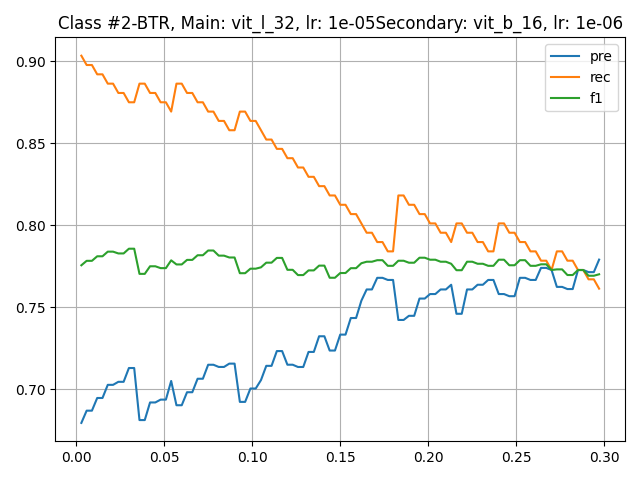 Class #2-BTR, Main: vit_l_32, lr: 1e-05Secondary: vit_b_16, lr: 1e-06
pre
rec
f1
0.90
0.85
0.80
0.75
0.70
0.00 0.05 0.10 0.15 0.20 0.25 0.30